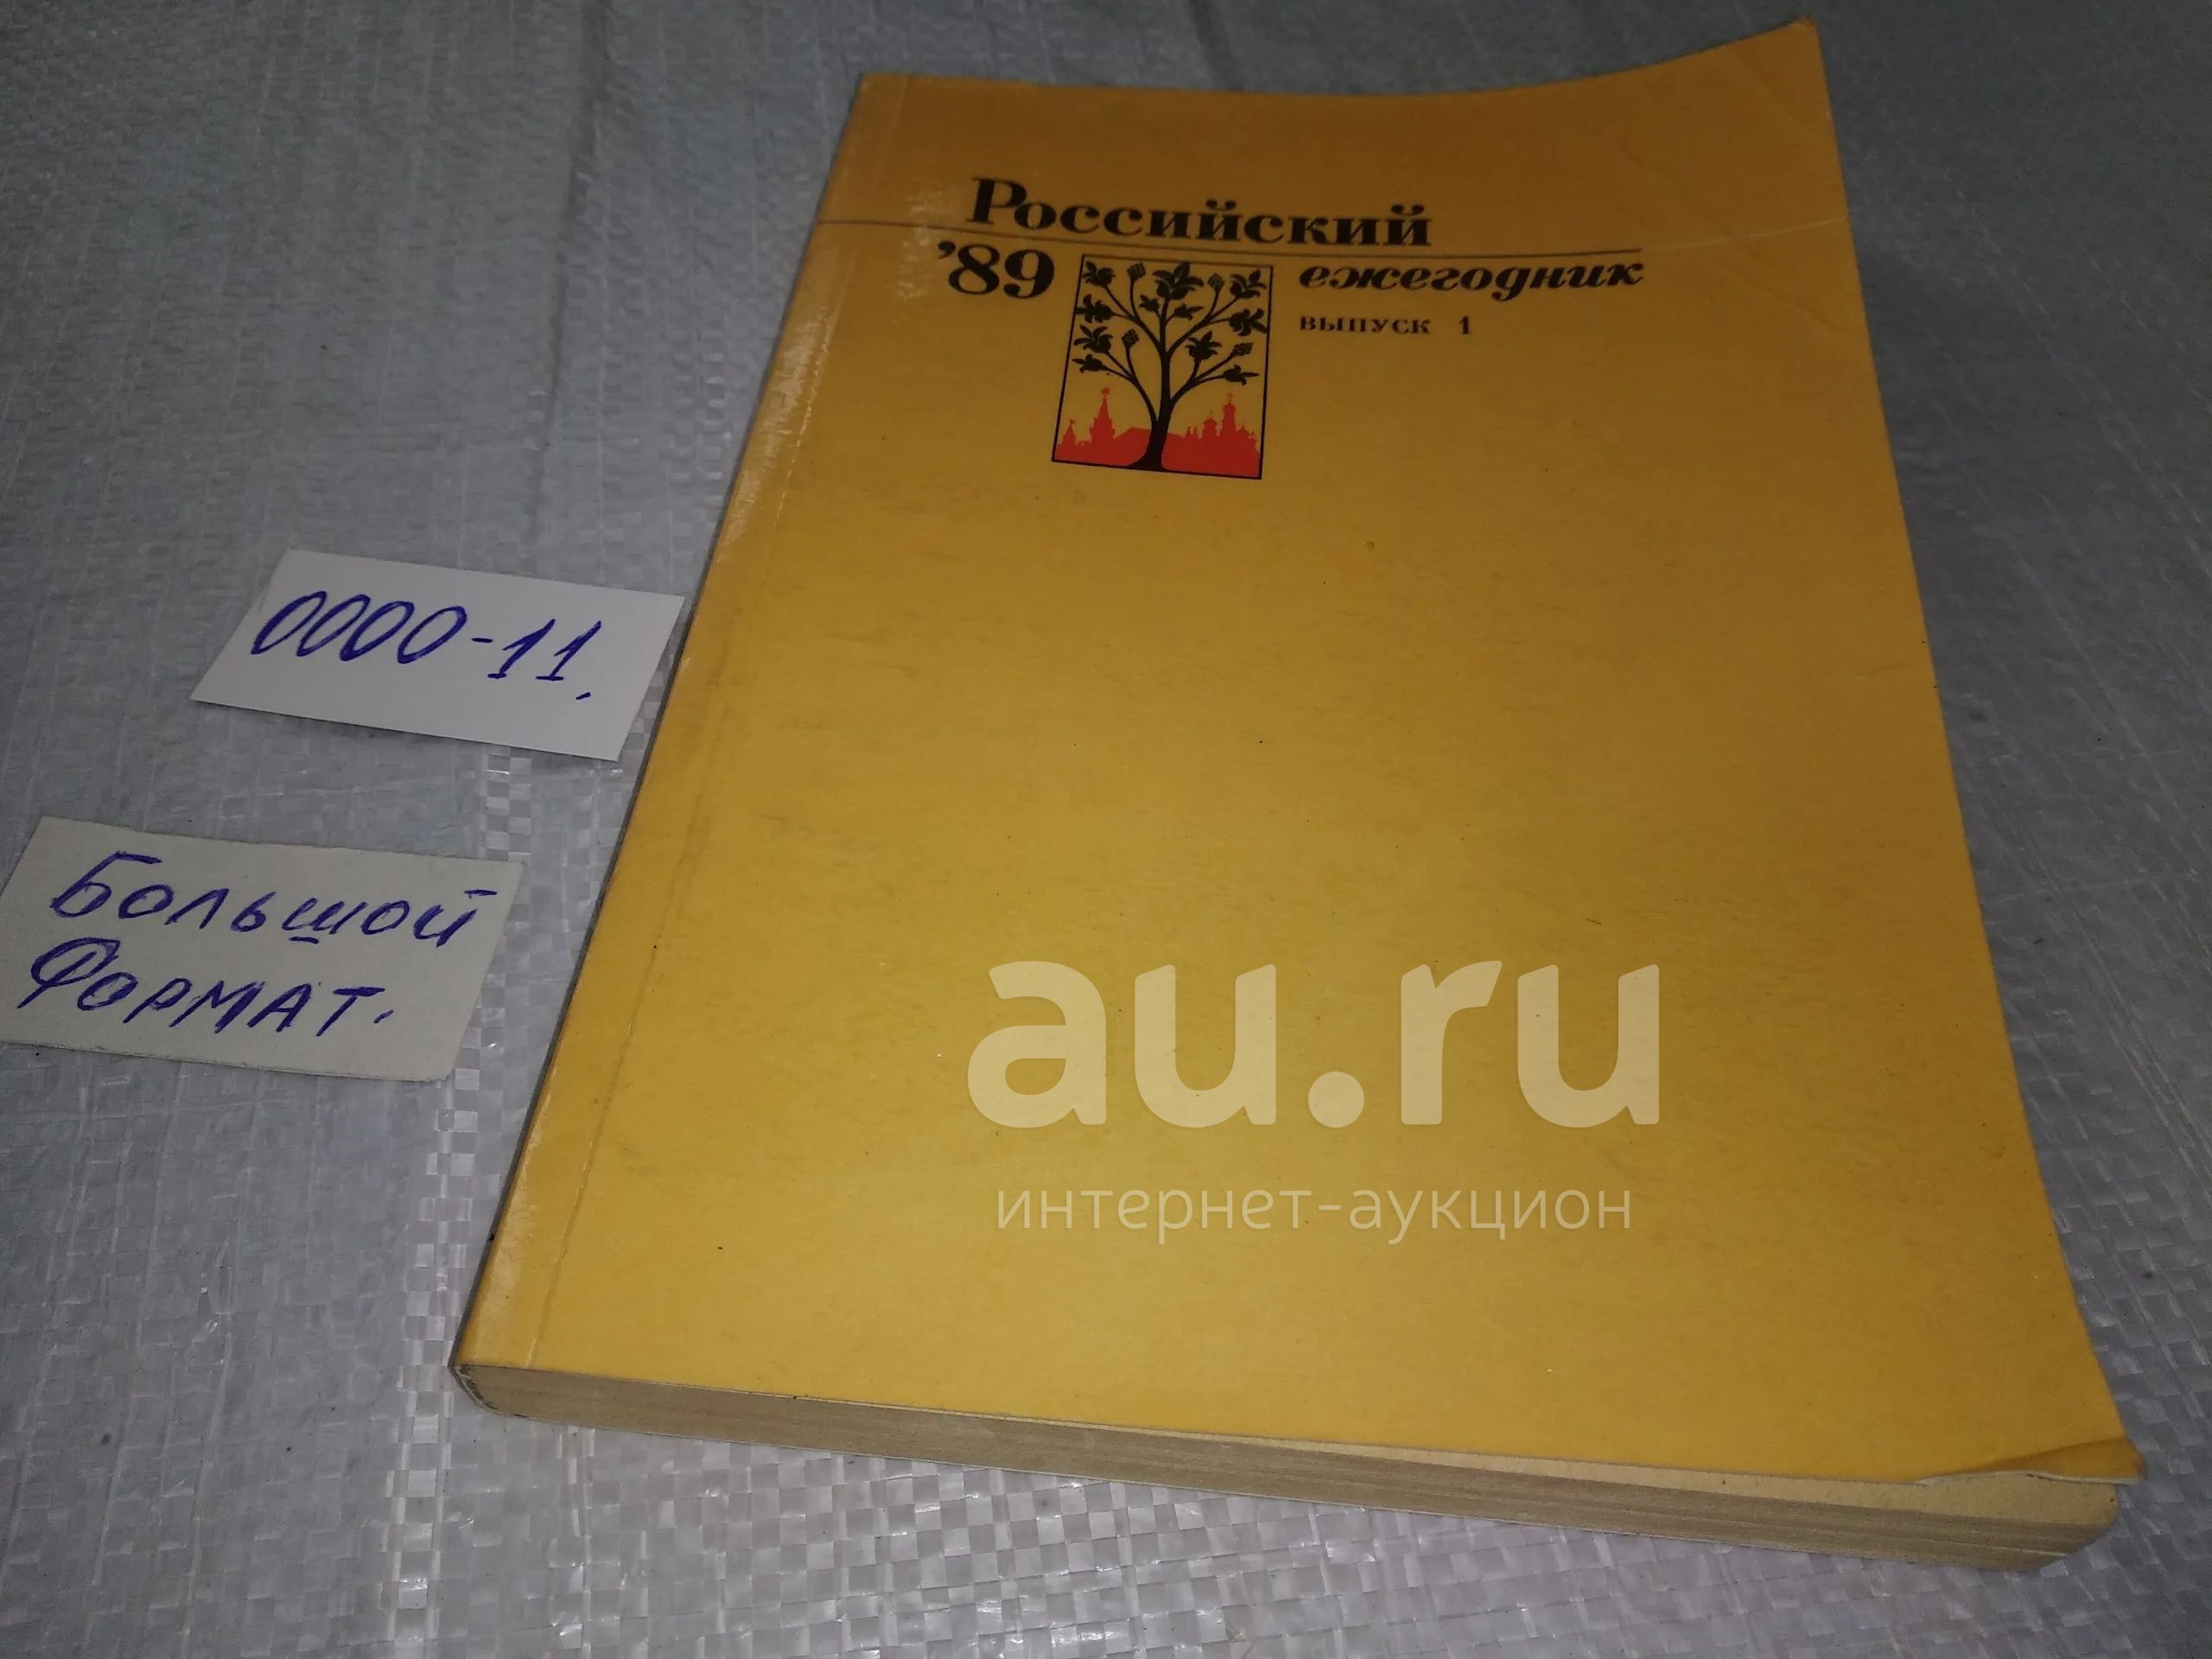 Российский
’89 ежегодник
ВЫПУСК 1
0000-11.
Большой
Формат.
au.ru
интернет-аукцион